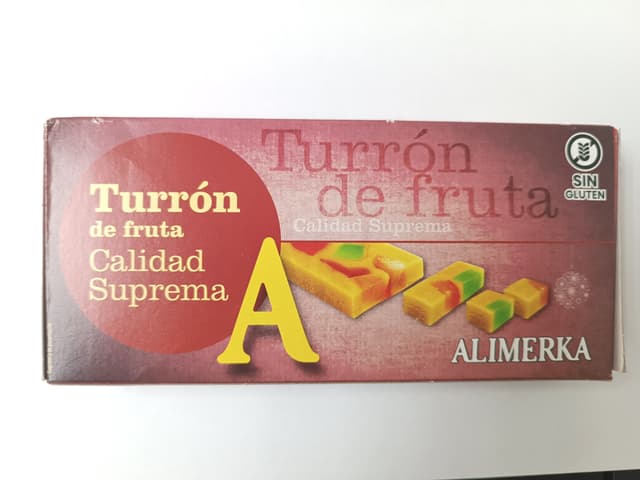 Turrón
de fruta
Calidad
Suprema
A
Turrón
de fruta
Calidad Suprema
SIN
GLUTEN
ALIMERKA